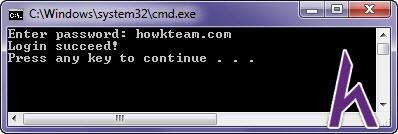 C:\Windows\system32\cmd.exe
Enter password: howkteam.com
Login succeed!
Press any key to continue . . .